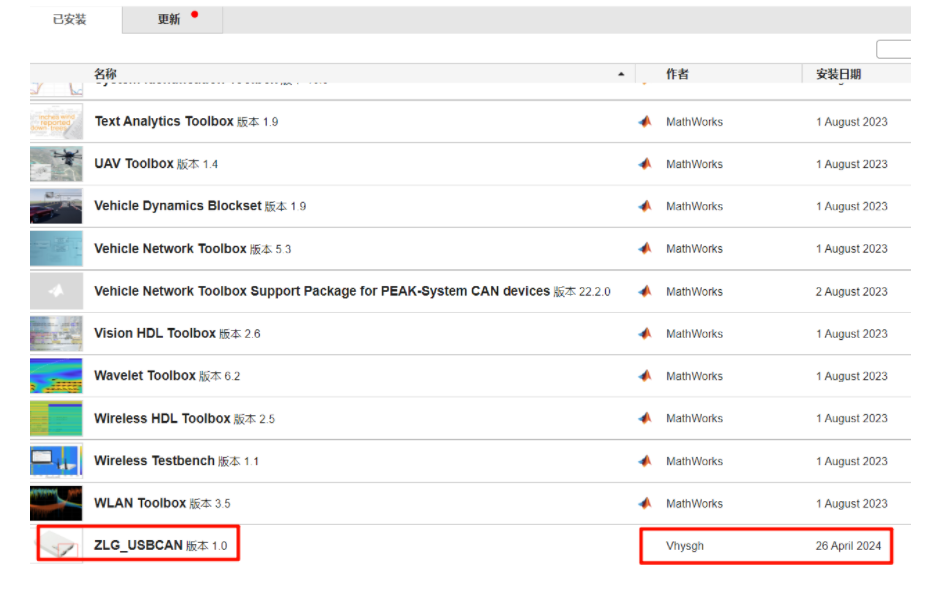 已安装 更新
名称 作者 安装日期
Text Analytics Toolbox 版本 1.9 MathWorks 1 August 2023
UAV Toolbox 版本 1.4 MathWorks 1 August 2023
Vehicle Dynamics Blockset 版本 1.9 MathWorks 1 August 2023
Vehicle Network Toolbox 版本 5.3 MathWorks 1 August 2023
Vehicle Network Toolbox Support Package for PEAK-System CAN devices 版本 22.2.0 MathWorks 2 August 2023
Vision HDL Toolbox 版本 2.6 MathWorks 1 August 2023
Wavelet Toolbox 版本 6.2 MathWorks 1 August 2023
Wireless HDL Toolbox 版本 2.5 MathWorks 1 August 2023
Wireless Testbench 版本 1.1 MathWorks 1 August 2023
WLAN Toolbox 版本 3.5 MathWorks 1 August 2023
ZLG_USBCAN 版本 1.0 Vhysgh 26 April 2024